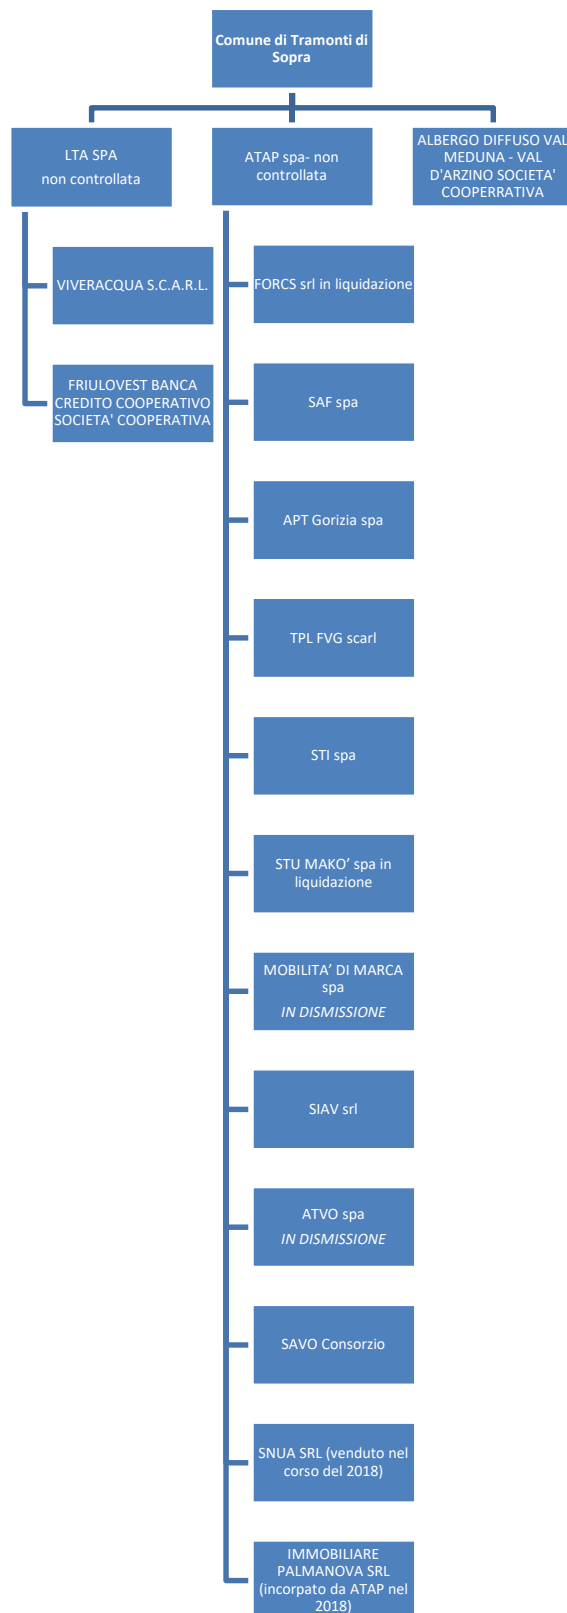 Comune di Tramonti di
Sopra
LTA SPA
non controllata
ATAP spa- non
controllata
ALBERGO DIFFUSO VAL
MEDUNA - VAL
D'ARZINO SOCIETA'
COOPERRATIVA
VIVERACQUA S.C.A.R.L.
FRIULOVEST BANCA
CREDITO COOPERATIVO
SOCIETA' COOPERATIVA
FORCS srl in liquidazione
SAF spa
APT Gorizia spa
TPL FVG scarl
STI spa
STU MAKO’ spa in
liquidazione
MOBILITA’ DI MARCA
spa
IN DISMISSIONE
SIAV srl
ATVO spa
IN DISMISSIONE
SAVO Consorzio
SNUA SRL (venduto nel
corso del 2018)
IMMOBILIARE
PALMANOVA SRL
(incorpato da ATAP nel
2018)